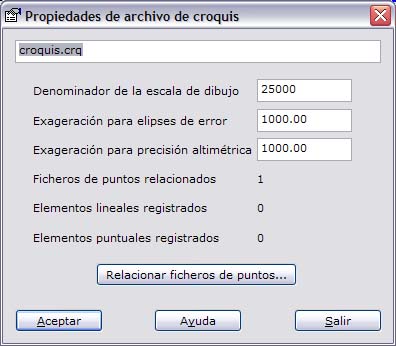 Propiedades de archivo de croquis
croquis.crq
Denominador de la escala de dibujo 25000
Exageración para elipses de error 1000.00
Exageración para precisión altimétrica 1000.00
Ficheros de puntos relacionados 1
Elementos lineales registrados 0
Elementos puntuales registrados 0
Relacionar ficheros de puntos...
Aceptar Ayuda Salir